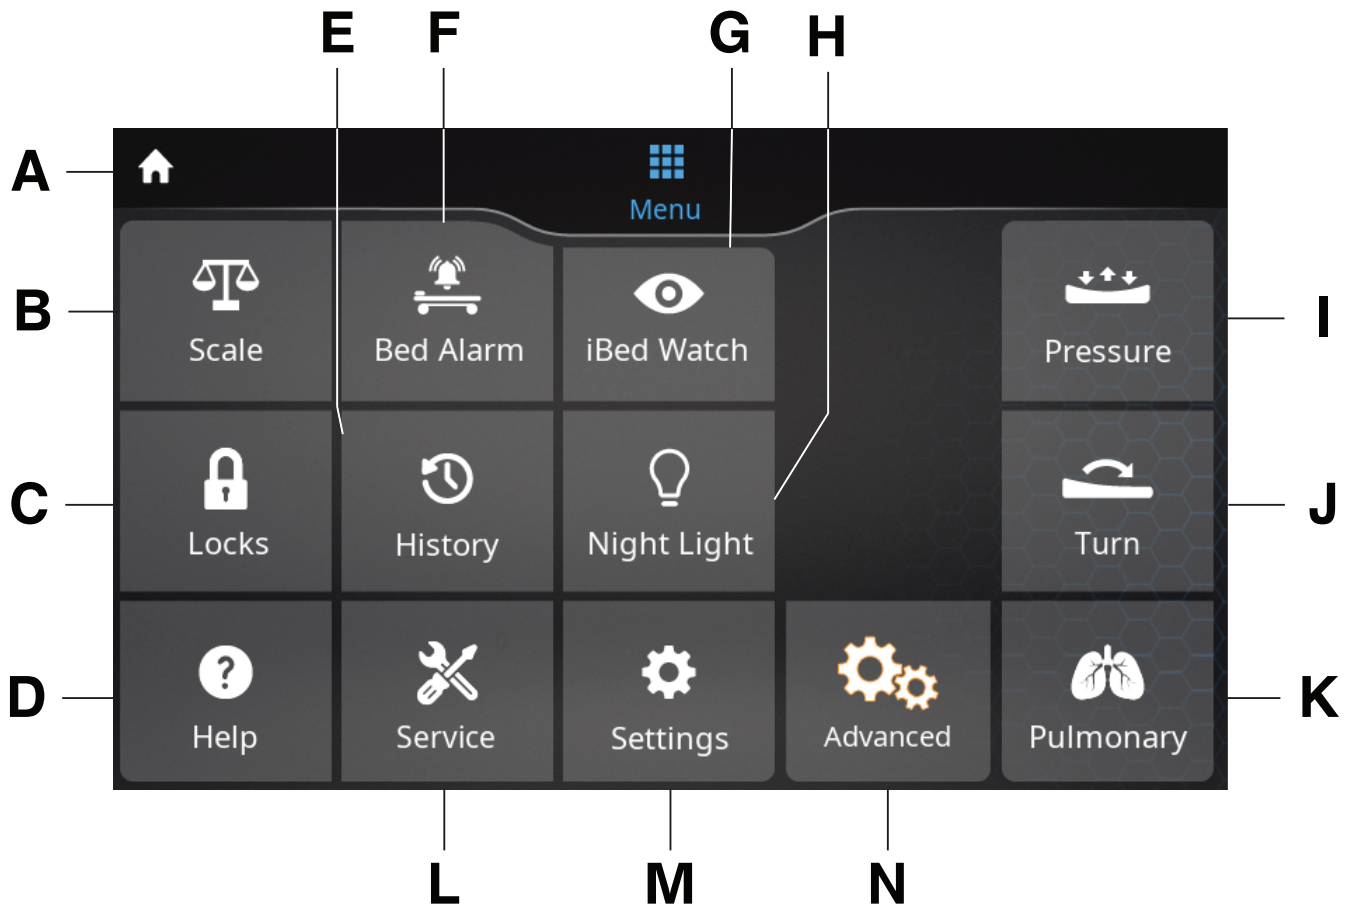 E F G H
A
Menu
B
Scale
Bed Alarm
iBed Watch
Pressure
I
C
Locks
History
Night Light
Turn
J
D
Help
Service
Settings
Advanced
Pulmonary
K
L M N